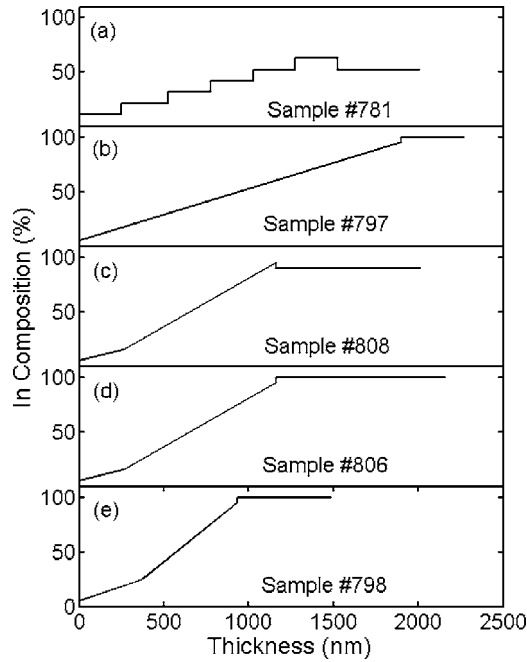 100
(a)
50
Sample #781
100
(b)
50
Sample #797
100
(c)
50
Sample #808
100
(d)
50
Sample #806
100
(e)
50
Sample #798
0
0 500 1000 1500 2000 2500
Thickness (nm)
In Composition (%)